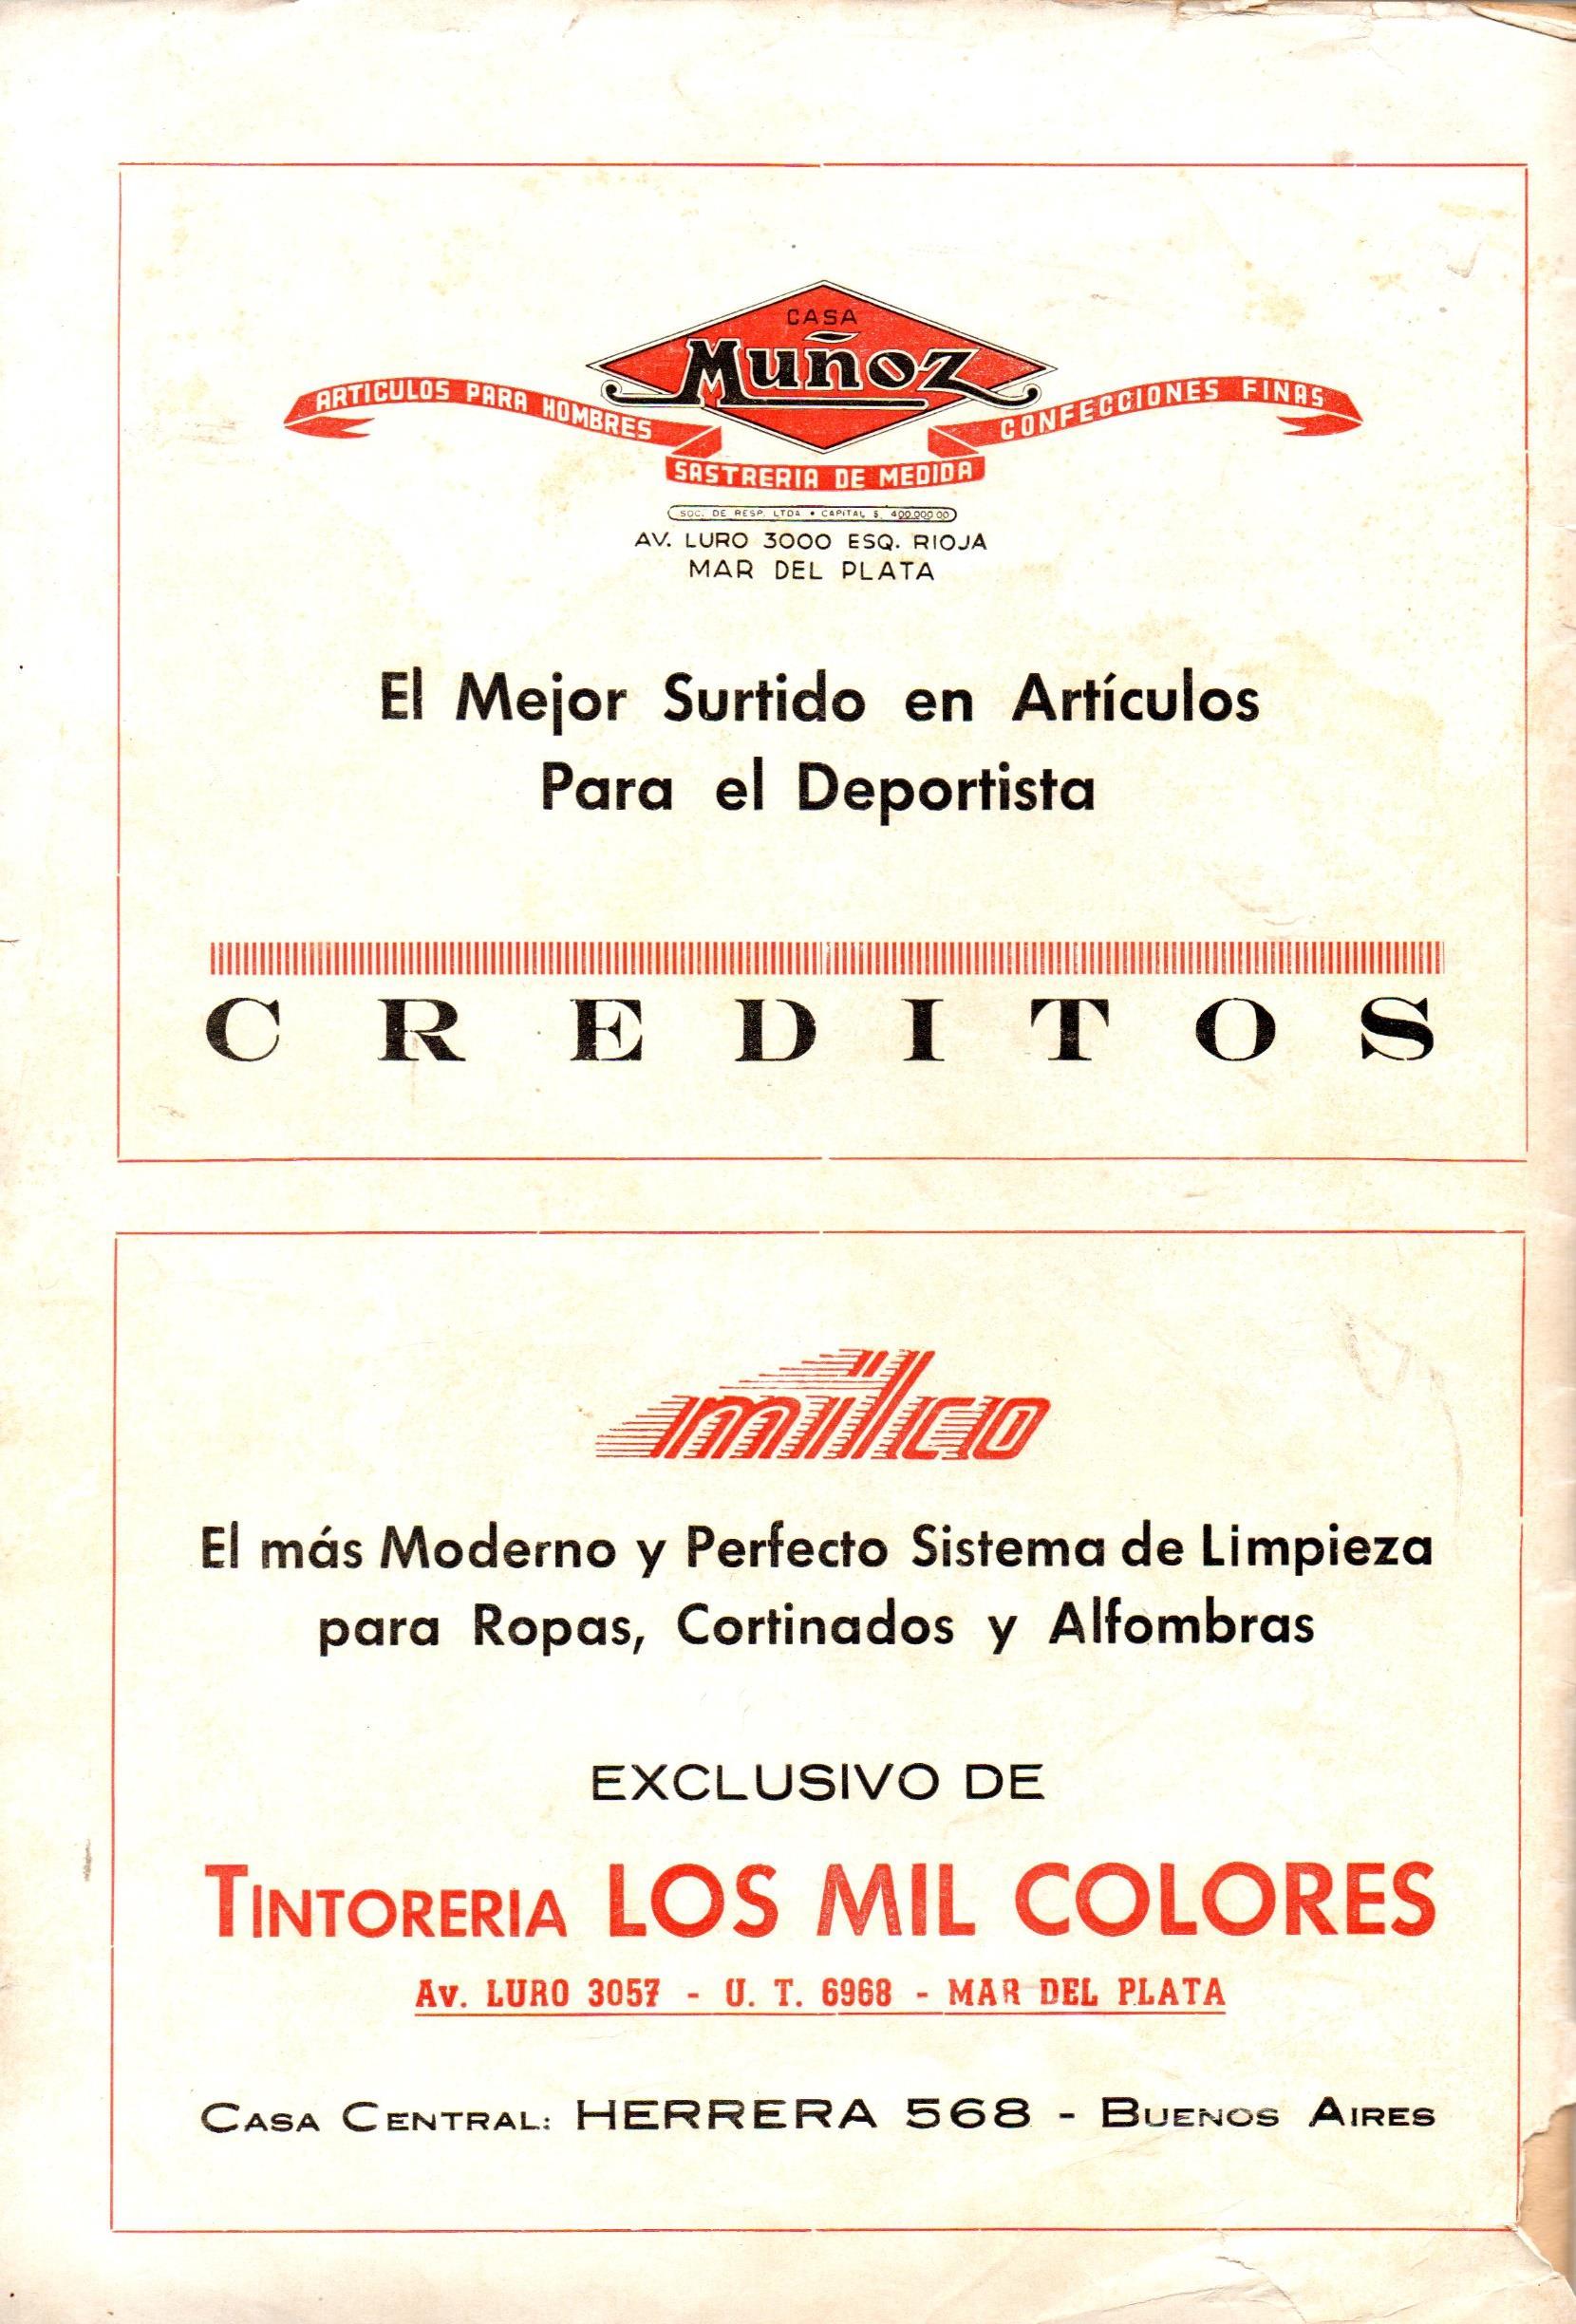 CASA
Muñoz
ARTICULOS PARA HOMBRES
CONFECCIONES FINAS
SASTRERIA DE MEDIDA
SOC. DE RESP. LTDA • CAPITAL $. 400.000.00
AV. LURO 3000 ESQ. RIOJA
MAR DEL PLATA
El Mejor Surtido en Artículos
Para el Deportista
CREDITOS
milco
El más Moderno y Perfecto Sistema de Limpieza
para Ropas, Cortinados y Alfombras
EXCLUSIVO DE
TINTORERIA LOS MIL COLORES
Av. LURO 3057 - U. T. 6968 - MAR DEL PLATA
CASA CENTRAL: HERRERA 568 - BUENOS AIRES